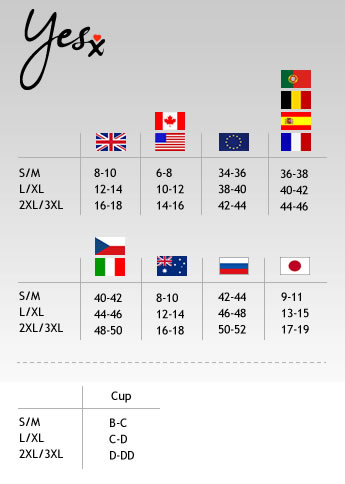 Yesx
S/M 8-10 6-8 34-36 36-38
L/XL 12-14 10-12 38-40 40-42
2XL/3XL 16-18 14-16 42-44 44-46
S/M 40-42 8-10 42-44 9-11
L/XL 44-46 12-14 46-48 13-15
2XL/3XL 48-50 16-18 50-52 17-19
Cup
S/M B-C
L/XL C-D
2XL/3XL D-DD